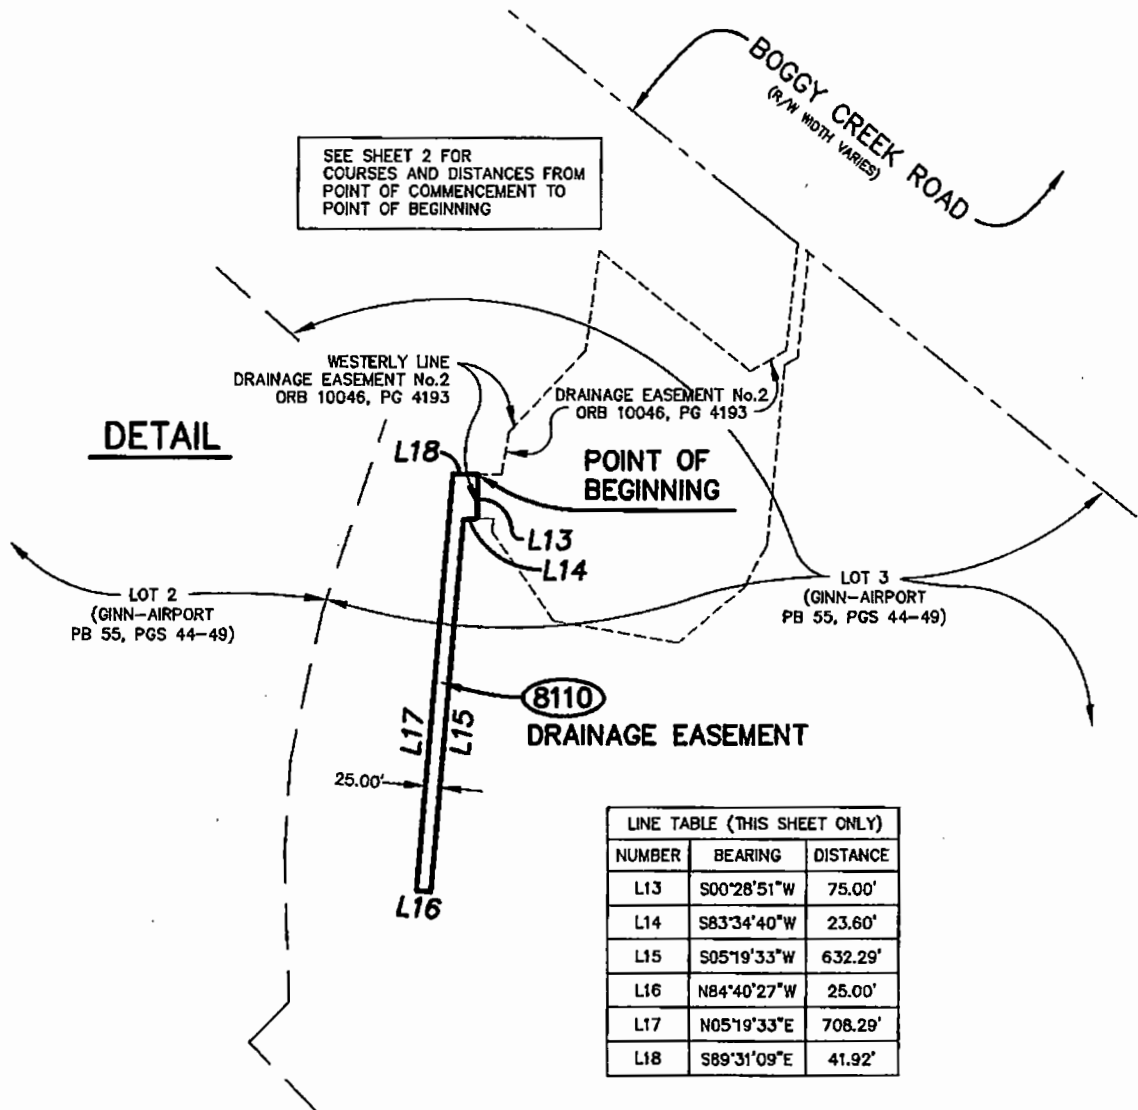 BOGGY CREEK ROAD
(R/W WIDTH VARIES)
SEE SHEET 2 FOR
COURSES AND DISTANCES FROM
POINT OF COMMENCEMENT TO
POINT OF BEGINNING
WESTERLY LINE
DRAINAGE EASEMENT No.2
ORB 10046, PG 4193
DRAINAGE EASEMENT No.2
ORB 10046, PG 4193
DETAIL
L18
POINT OF
BEGINNING
L13
L14
LOT 2
(GINN-AIRPORT
PB 55, PGS 44-49)
LOT 3
(GINN-AIRPORT
PB 55, PGS 44-49)
8110
DRAINAGE EASEMENT
L17
L15
25.00'
L16
LINE TABLE (THIS SHEET ONLY)
NUMBER BEARING DISTANCE
L13 S00°28'51"W 75.00'
L14 S83°34'40"W 23.60'
L15 S05°19'33"W 632.29'
L16 N84°40'27"W 25.00'
L17 N05°19'33"E 708.29'
L18 S89°31'09"E 41.92'